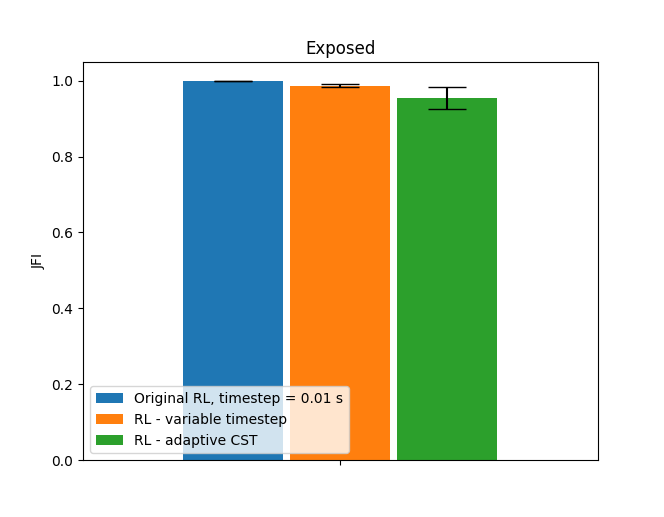 Exposed
1.0
0.8
0.6
0.4
0.2
0.0
JFI
Original RL, timestep = 0.01 s
RL - variable timestep
RL - adaptive CST